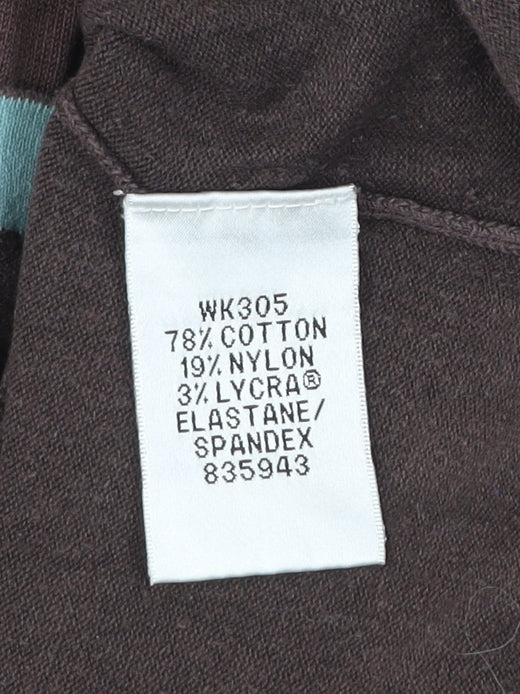 WK305
78% COTTON
19% NYLON
3% LYCRA®
ELASTANE/
SPANDEX
835943